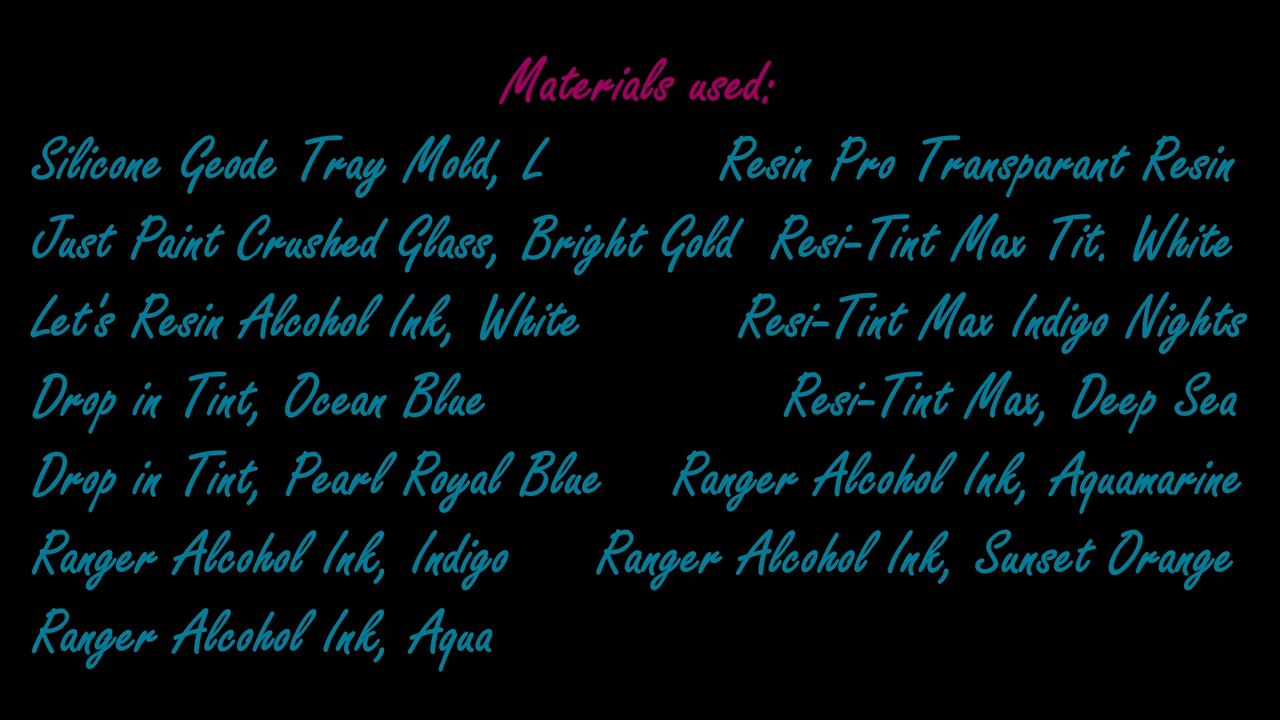 Materials used:
Silicone Geode Tray Mold, L
Just Paint Crushed Glass, Bright Gold
Let's Resin Alcohol Ink, White
Drop in Tint, Ocean Blue
Drop in Tint, Pearl Royal Blue
Ranger Alcohol Ink, Indigo
Ranger Alcohol Ink, Aqua
Resin Pro Transparant Resin
Resi-Tint Max Tit. White
Resi-Tint Max Indigo Nights
Resi-Tint Max, Deep Sea
Ranger Alcohol Ink, Aquamarine
Ranger Alcohol Ink, Sunset Orange